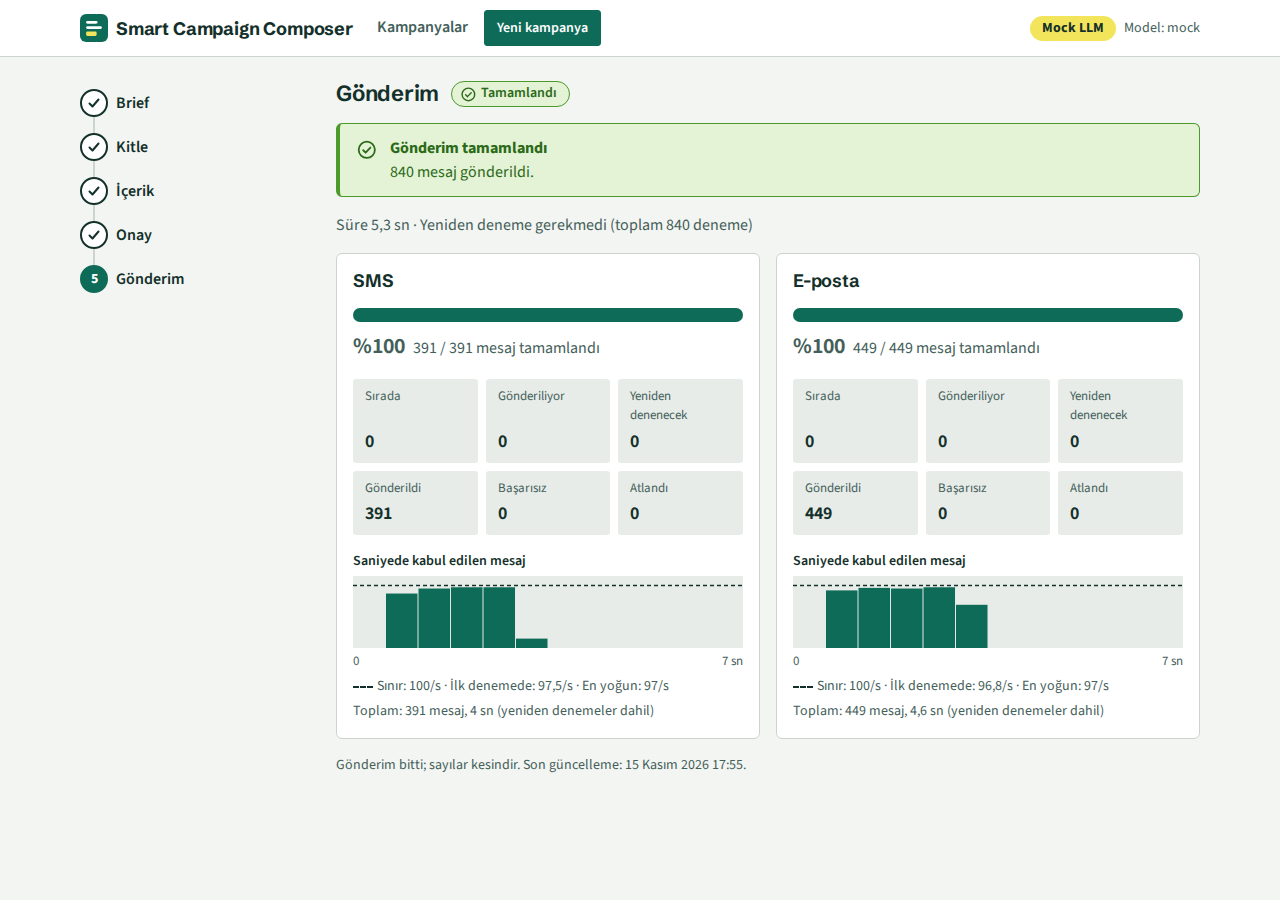 Smart Campaign Composer
Kampanyalar
Yeni kampanya
Mock LLM
Model: mock
Brief
Kitle
İçerik
Onay
5 Gönderim
Gönderim
Tamamlandı
Gönderim tamamlandı
840 mesaj gönderildi.
Süre 5,3 sn · Yeniden deneme gerekmedi (toplam 840 deneme)
SMS
%100 391 / 391 mesaj tamamlandı
Sırada
0
Gönderiliyor
0
Yeniden
denenecek
0
Gönderildi
391
Başarısız
0
Atlandı
0
Saniyede kabul edilen mesaj
0
7 sn
Sınır: 100/s · İlk denemede: 97,5/s · En yoğun: 97/s
Toplam: 391 mesaj, 4 sn (yeniden denemeler dahil)
E-posta
%100 449 / 449 mesaj tamamlandı
Sırada
0
Gönderiliyor
0
Yeniden
denenecek
0
Gönderildi
449
Başarısız
0
Atlandı
0
Saniyede kabul edilen mesaj
0
7 sn
Sınır: 100/s · İlk denemede: 96,8/s · En yoğun: 97/s
Toplam: 449 mesaj, 4,6 sn (yeniden denemeler dahil)
Gönderim bitti; sayılar kesindir. Son güncelleme: 15 Kasım 2026 17:55.